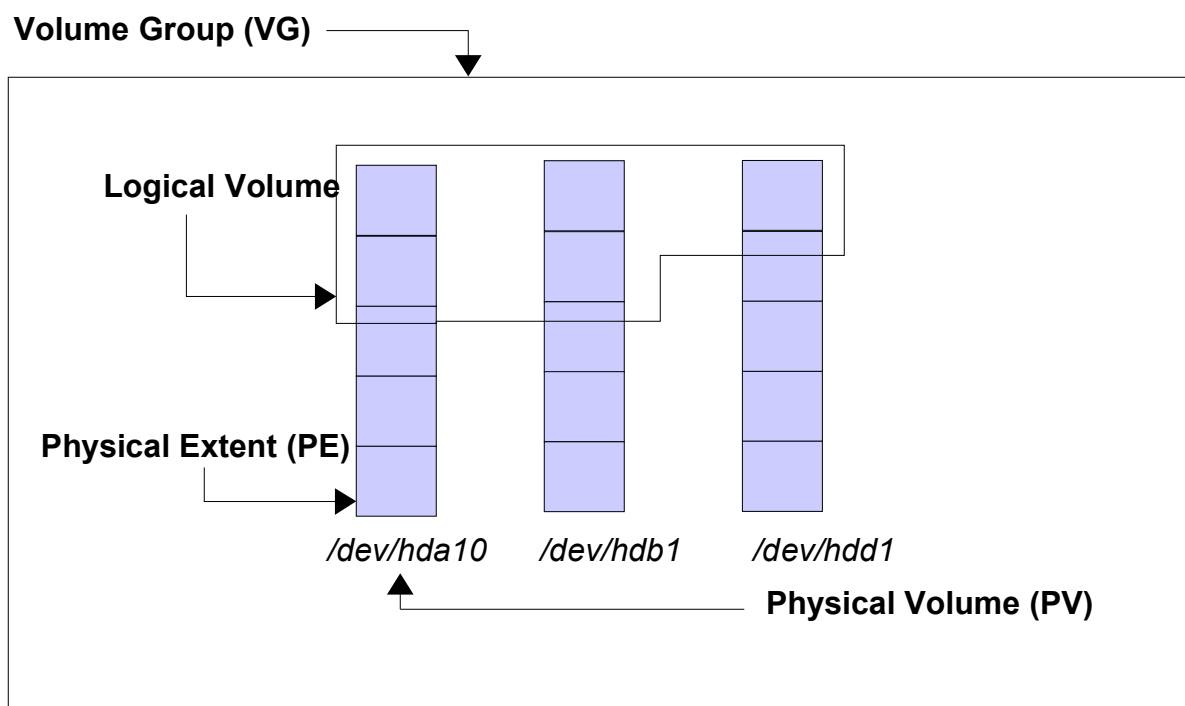 Volume Group (VG)
Logical Volume
Physical Extent (PE)
/dev/hda10
/dev/hdb1
/dev/hdd1
Physical Volume (PV)